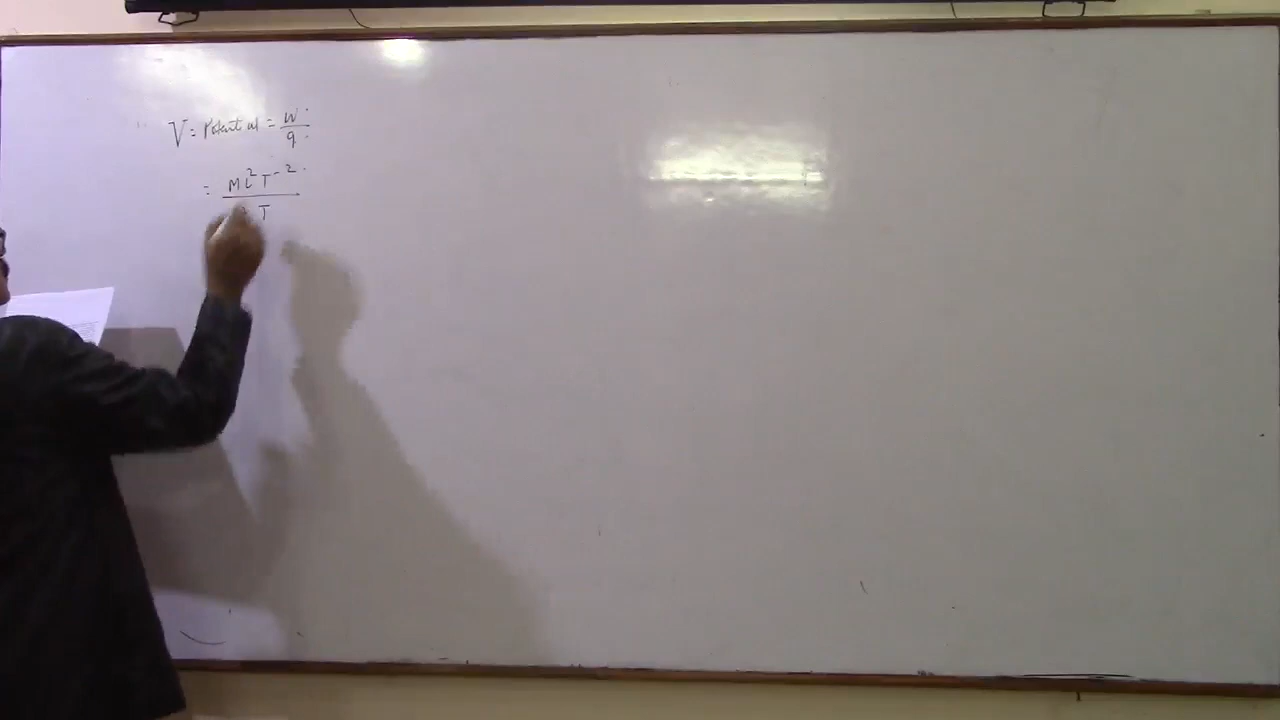 V = Potential = W/q
= ML²T⁻²/T